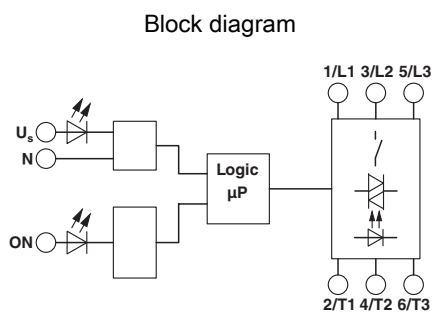 Block diagram
1/L1 3/L2 5/L3
Us
N
Logic
µP
ON
2/T1 4/T2 6/T3